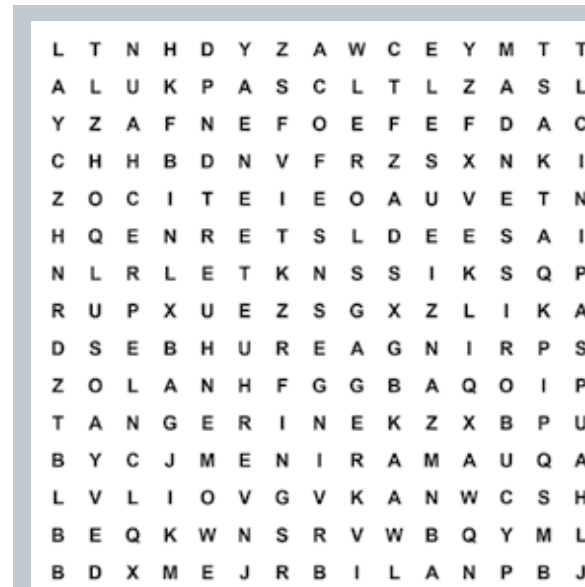 L T N H D Y Z A W C E Y M T T
A L U K P A S C L T L Z A S L
Y Z A F N E F O E F E F D A C
C H H B D N V F R Z S X N K I
Z O C I T E I E O A U V E T N
H Q E N R E T S L D E E S A I
N L R L E T K N S S I K S Q P
R U P X U E Z S G X Z L I K A
D S E B H U R E A G N I R P S
Z O L A N H F G G B A Q O I P
T A N G E R I N E K Z X B P U
B Y C J M E N I R A M A U Q A
L V L I O V G V K A N W C S H
B E Q K W N S R V W B Q Y M L
B D X M E J R B I L A N P B J